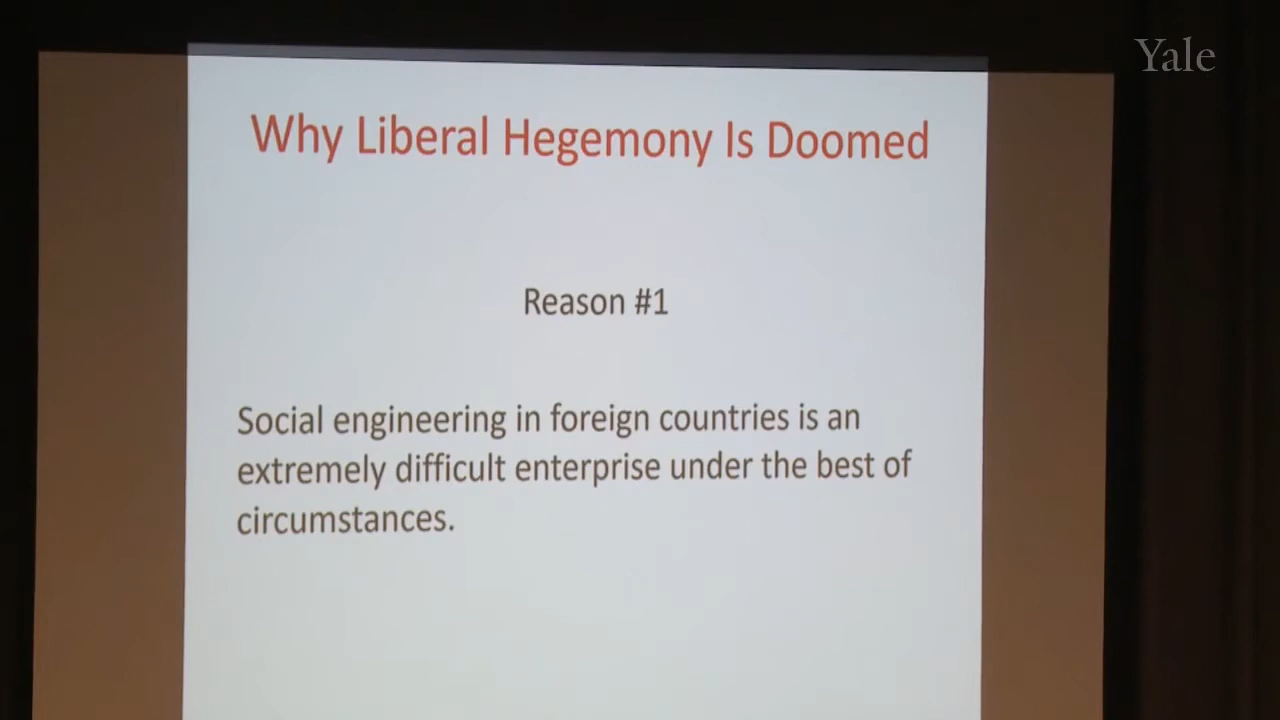 Yale
Why Liberal Hegemony Is Doomed
Reason #1
Social engineering in foreign countries is an
extremely difficult enterprise under the best of
circumstances.